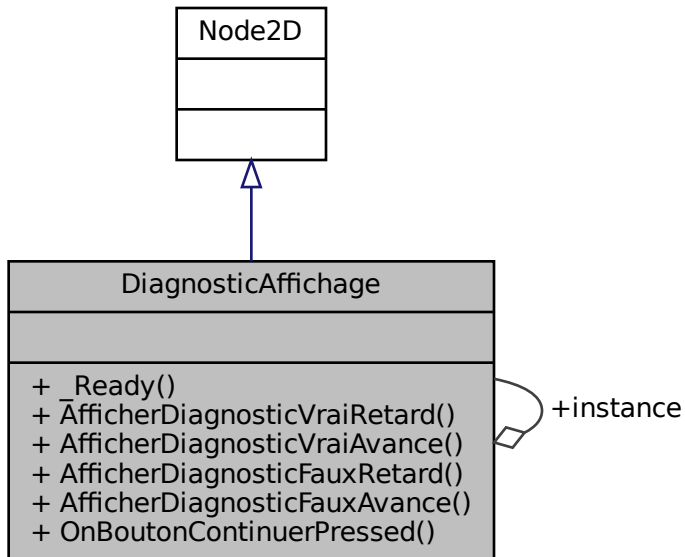 Node2D
DiagnosticAffichage
+ _Ready()
+ AfficherDiagnosticVraiRetard()
+ AfficherDiagnosticVraiAvance()
+ AfficherDiagnosticFauxRetard()
+ AfficherDiagnosticFauxAvance()
+ OnBoutonContinuerPressed()
+instance